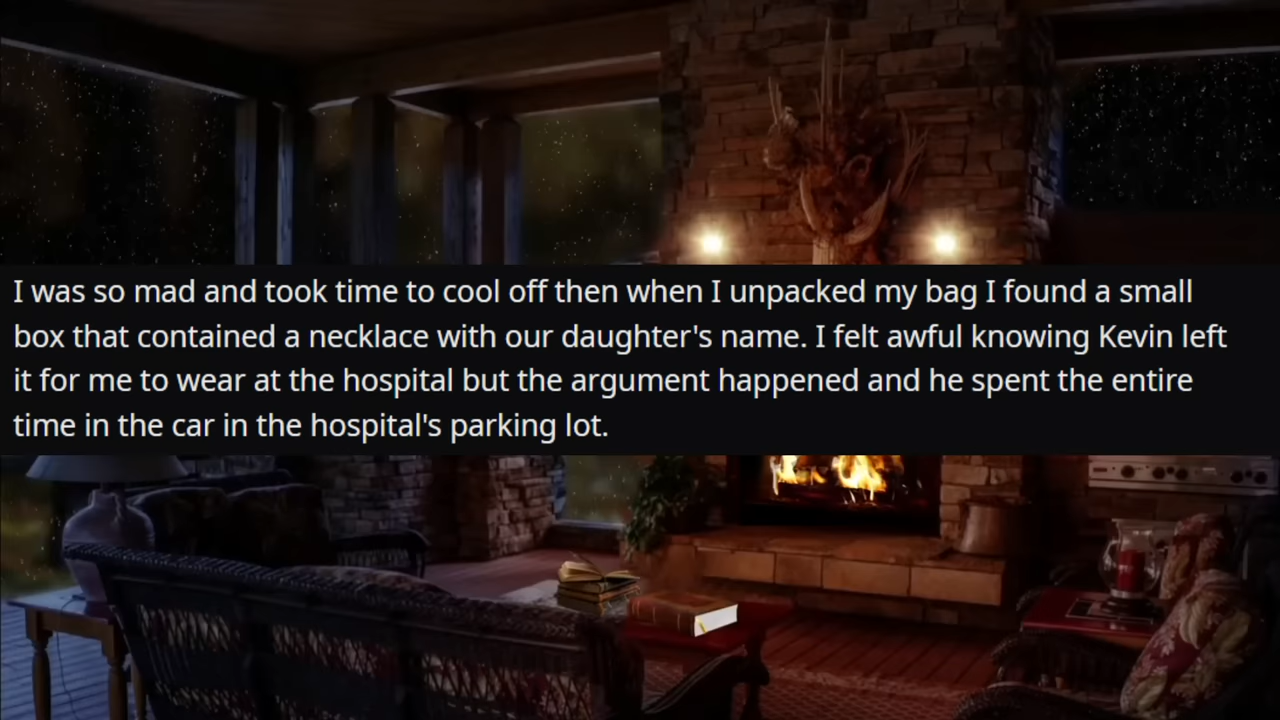 I was so mad and took time to cool off then when I unpacked my bag I found a small
box that contained a necklace with our daughter's name. I felt awful knowing Kevin left
it for me to wear at the hospital but the argument happened and he spent the entire
time in the car in the hospital's parking lot.